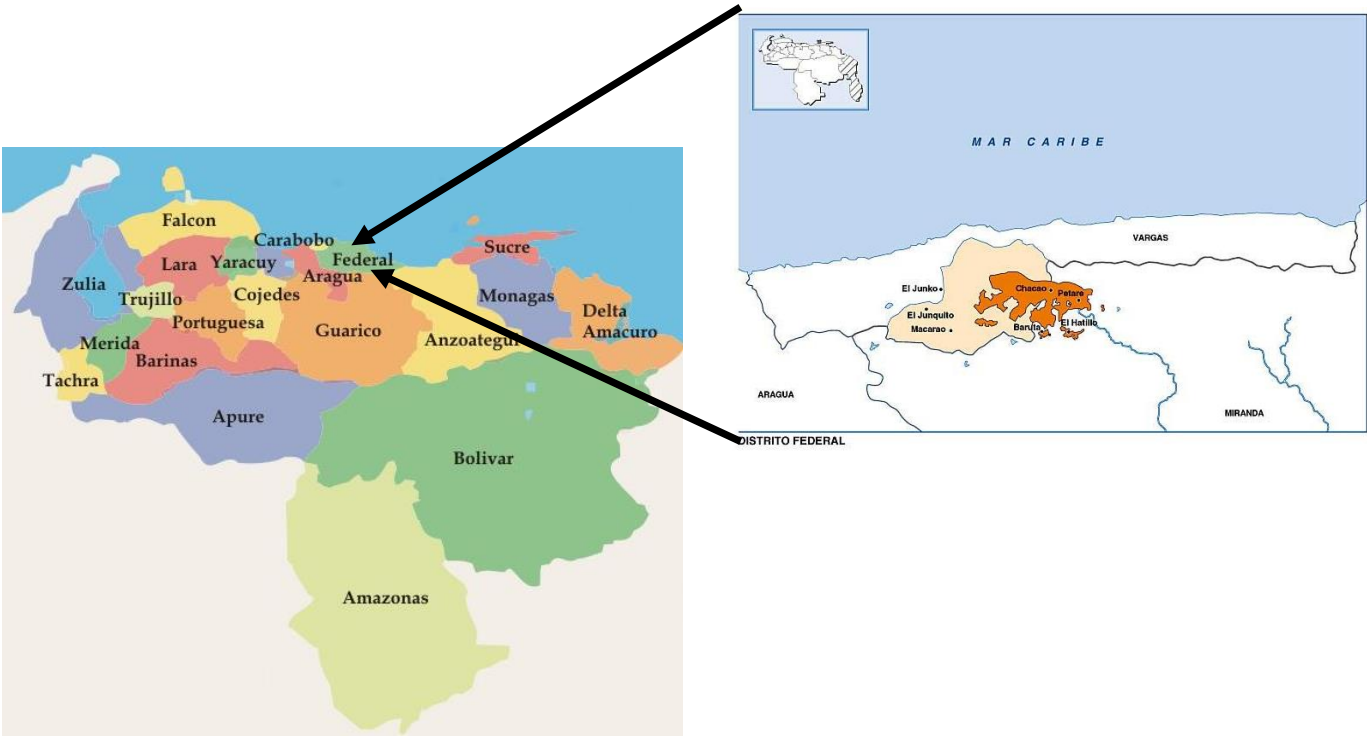 Falcon
Carabobo
Federal
Sucre
Lara
Yaracuy
Aragua
Zulia
Trujillo
Cojedes
Monagas
Delta
Amacuro
Portuguesa
Guarico
Anzoategui
Merida
Barinas
Tachra
Apure
Bolivar
Amazonas
MAR CARIBE
VARGAS
El Junko
Chacao
Petare
El Junquito
Macarao
Baruta
El Hatillo
ARAGUA
MIRANDA
DISTRITO FEDERAL